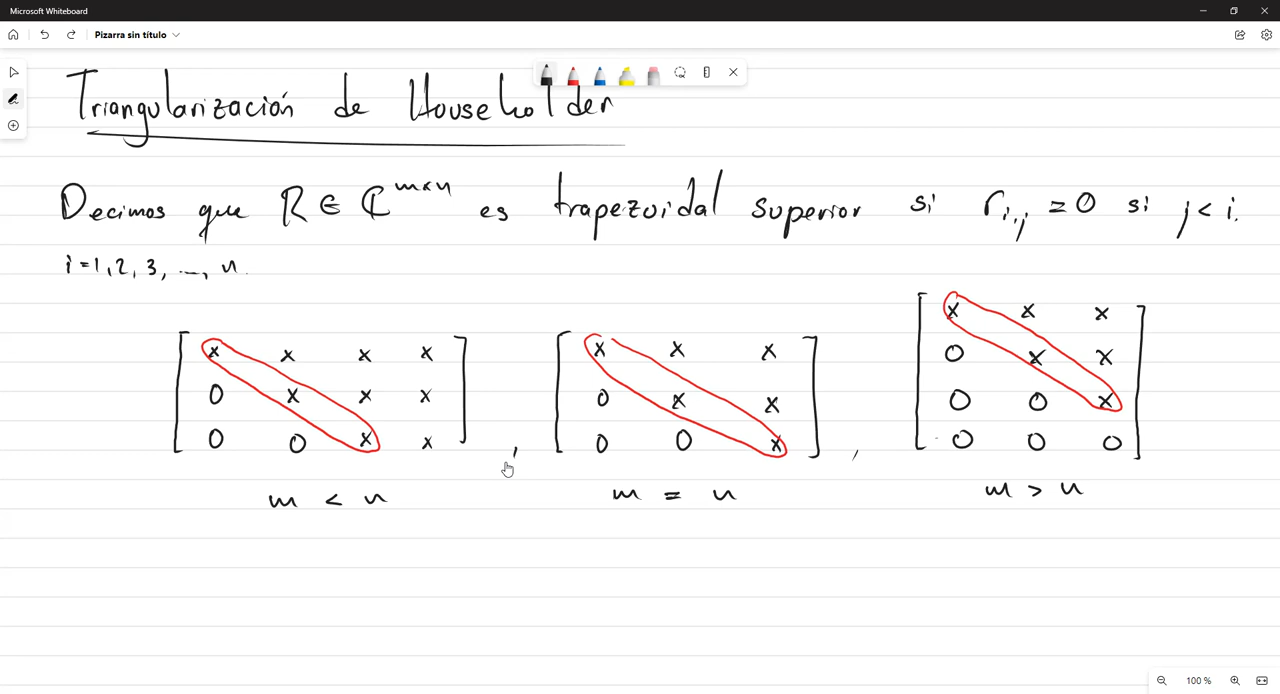 Microsoft Whiteboard
Pizarra sin título
Triangularización de Householder
Decimos que R ∈ ℂ^{m×n} es trapezoidal superior si r_{i,j} = 0 si j < i.
i = 1, 2, 3, ..., n.
x x x x
0 x x x
0 0 x x
,
m < n
x x x
0 x x
0 0 x
,
m = n
x x x
0 x x
0 0 x
0 0 0
m > n
100 %